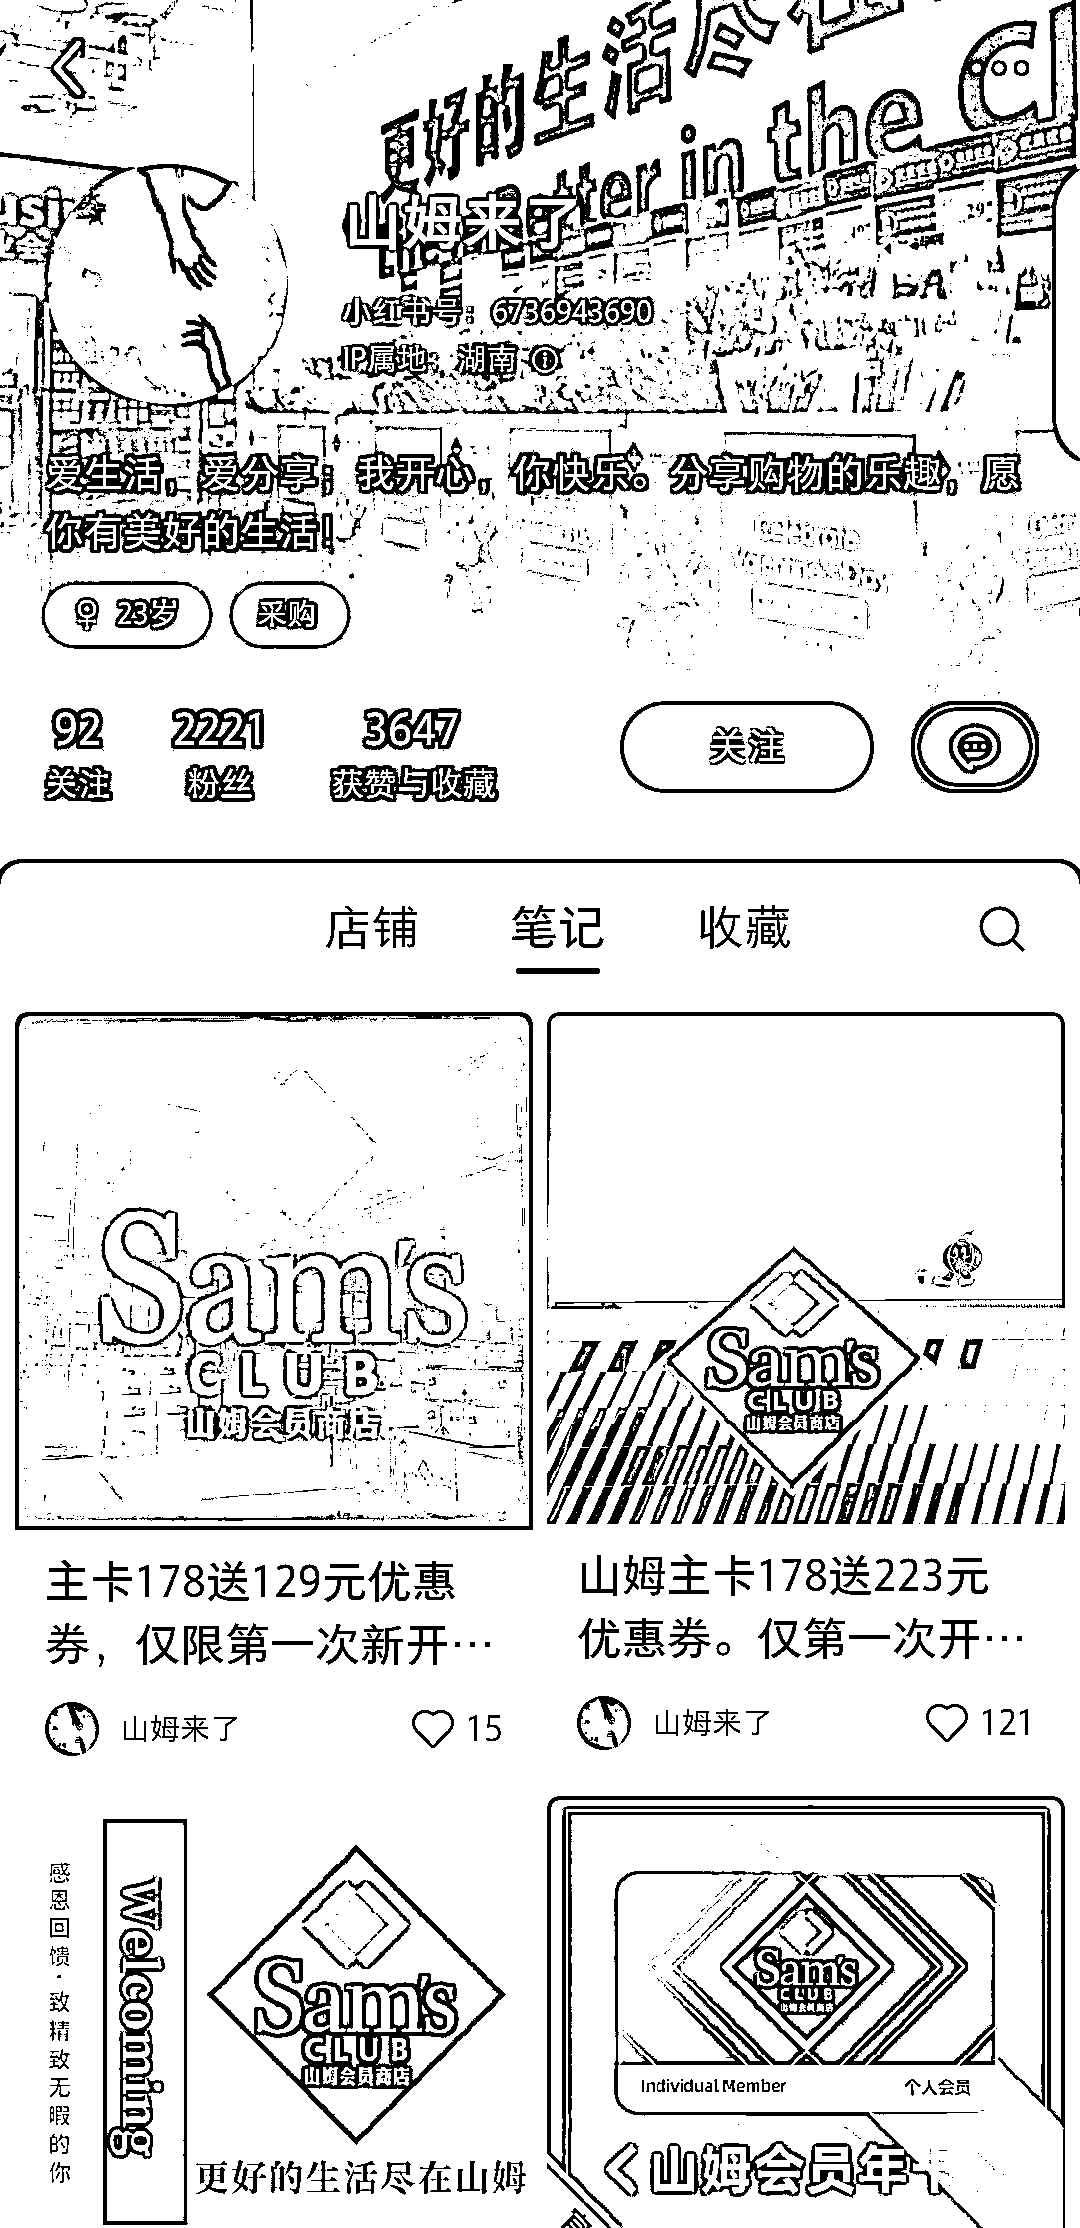 更好的生活尽在
in the Cl
山姆来了
小红书号：6736943690
IP属地：湖南
爱生活，爱分享；我开心，你快乐。分享购物的乐趣，愿
你有美好的生活！
23岁
采购
92 2221 3647
关注 粉丝 获赞与收藏
关注
店铺 笔记 收藏
Sam's
CLUB
山姆会员商店
Sam's
CLUB
山姆会员商店
主卡178送129元优惠
券，仅限第一次新开…
山姆来了 15
山姆主卡178送223元
优惠券。仅第一次开…
山姆来了 121
感恩回馈·致精致无暇的你
Welcoming
Sam's
CLUB
山姆会员商店
更好的生活尽在山姆
Sam's
CLUB
山姆会员商店
Individual Member 个人会员
山姆会员年卡